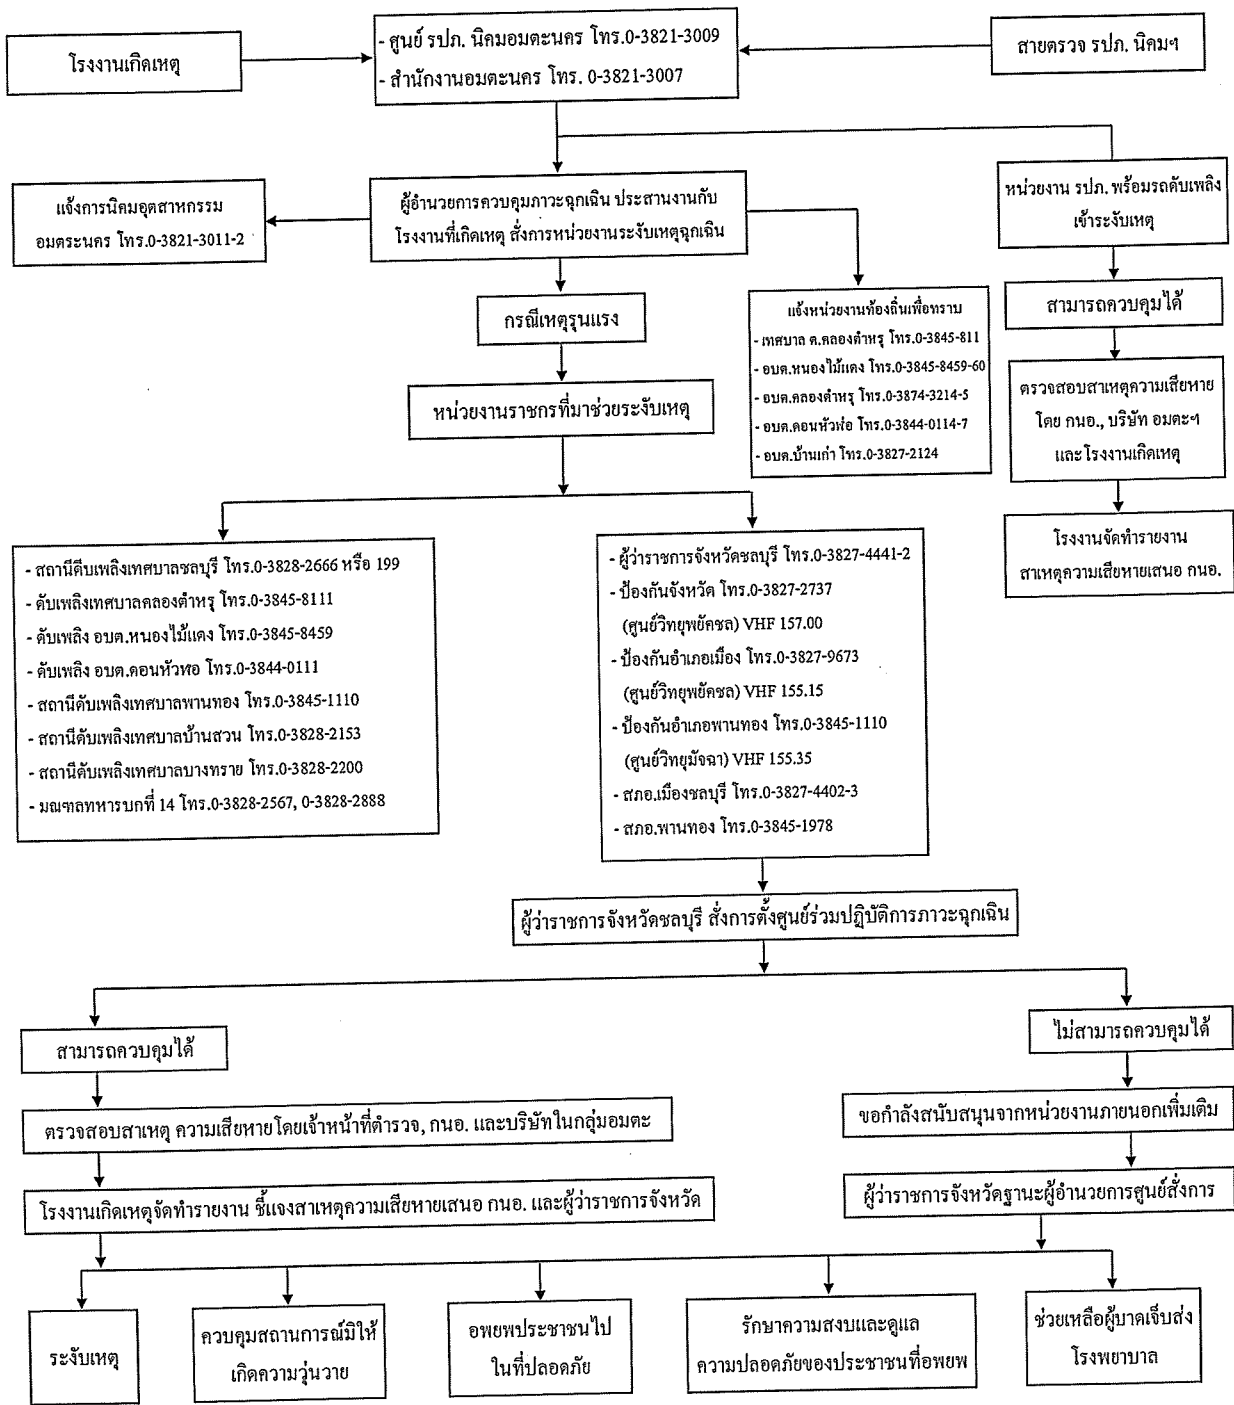 โรงงานเกิดเหตุ
- ศูนย์ รปภ. นิคมอมตะนคร โทร.0-3821-3009
- สำนักงานอมตะนคร โทร. 0-3821-3007
สายตรวจ รปภ. นิคมฯ
แจ้งการนิคมอุตสาหกรรม
อมตระนคร โทร.0-3821-3011-2
ผู้อำนวยการควบคุมภาวะฉุกเฉิน ประสานงานกับ
โรงงานที่เกิดเหตุ สั่งการหน่วยงานระงับเหตุฉุกเฉิน
หน่วยงาน รปภ. พร้อมรถดับเพลิง
เข้าระงับเหตุ
กรณีเหตุรุนแรง
แจ้งหน่วยงานท้องถิ่นเพื่อทราบ
- เทศบาล ต.คลองตำหรุ โทร.0-3845-811
- อบต.หนองไม้แดง โทร.0-3845-8459-60
- อบต.คลองตำหรุ โทร.0-3874-3214-5
- อบต.ดอนหัวฬ่อ โทร.0-3844-0114-7
- อบต.บ้านเก่า โทร.0-3827-2124
สามารถควบคุมได้
หน่วยงานราชกรที่มาช่วยระงับเหตุ
ตรวจสอบสาเหตุความเสียหาย
โดย กนอ., บริษัท อมตะฯ
และโรงงานเกิดเหตุ
โรงงานจัดทำรายงาน
สาเหตุความเสียหายเสนอ กนอ.
- สถานีดีบเพลิงเทศบาลชลบุรี โทร.0-3828-2666 หรือ 199
- ดับเพลิงเทศบาลคลองตำหรุ โทร.0-3845-8111
- ดับเพลิง อบต.หนองไม้แดง โทร.0-3845-8459
- ดับเพลิง อบต.ดอนหัวฬอ โทร.0-3844-0111
- สถานีดับเพลิงเทศบาลพานทอง โทร.0-3845-1110
- สถานีดับเพลิงเทศบาลบ้านสวน โทร.0-3828-2153
- สถานีดับเพลิงเทศบาลบางทราย โทร.0-3828-2200
- มณฑลทหารบกที่ 14 โทร.0-3828-2567, 0-3828-2888
- ผู้ว่าราชการจังหวัดชลบุรี โทร.0-3827-4441-2
- ป้องกันจังหวัด โทร.0-3827-2737
(ศูนย์วิทยุพยัคชล) VHF 157.00
- ป้องกันอำเภอเมือง โทร.0-3827-9673
(ศูนย์วิทยุพยัคชล) VHF 155.15
- ป้องกันอำเภอพานทอง โทร.0-3845-1110
(ศูนย์วิทยุมัจฉา) VHF 155.35
- สภอ.เมืองชลบุรี โทร.0-3827-4402-3
- สภอ.พานทอง โทร.0-3845-1978
ผู้ว่าราชการจังหวัดชลบุรี สั่งการตั้งศูนย์ร่วมปฏิบัติการภาวะฉุกเฉิน
สามารถควบคุมได้
ไม่สามารถควบคุมได้
ตรวจสอบสาเหตุ ความเสียหายโดยเจ้าหน้าที่ตำรวจ, กนอ. และบริษัทในกลุ่มอมตะ
ขอกำลังสนับสนุนจากหน่วยงานภายนอกเพิ่มเติม
โรงงานเกิดเหตุจัดทำรายงาน ชี้แจงสาเหตุความเสียหายเสนอ กนอ. และผู้ว่าราชการจังหวัด
ผู้ว่าราชการจังหวัดฐานะผู้อำนวยการศูนย์สั่งการ
ระงับเหตุ
ควบคุมสถานการณ์มิให้
เกิดความวุ่นวาย
อพยพประชาชนไป
ในที่ปลอดภัย
รักษาความสงบและดูแล
ความปลอดภัยของประชาชนที่อพยพ
ช่วยเหลือผู้บาดเจ็บส่ง
โรงพยาบาล